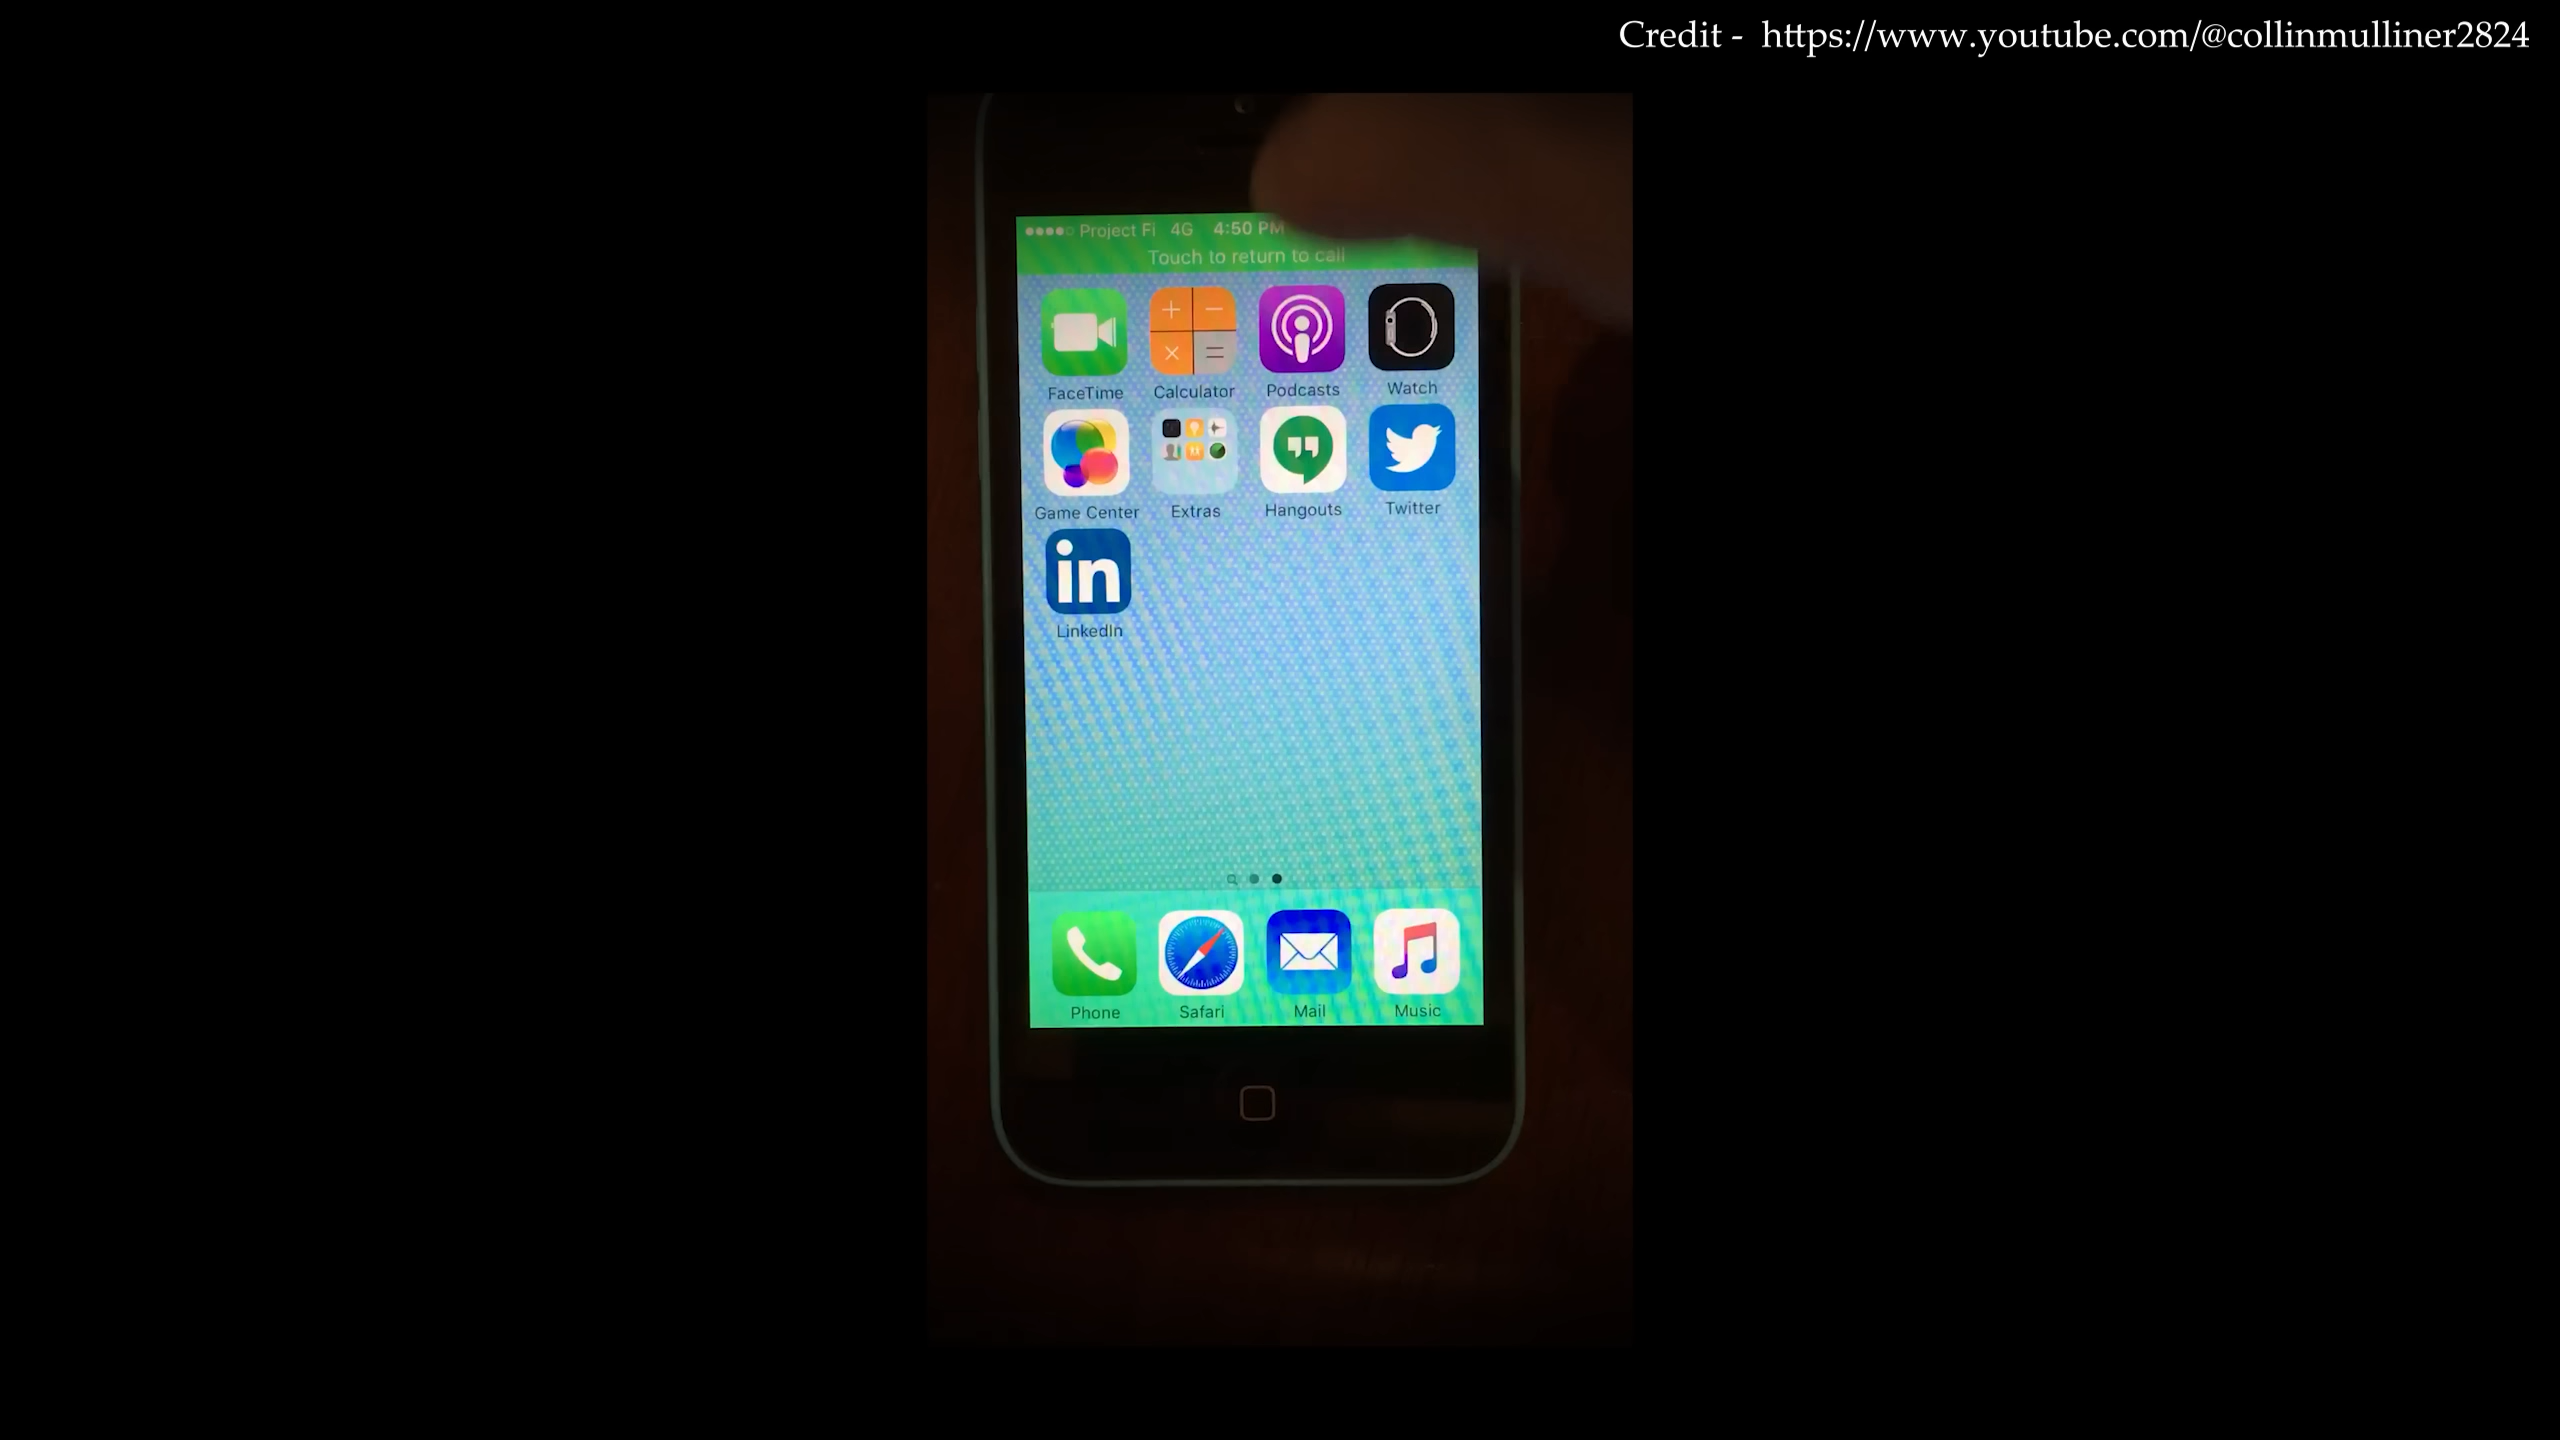 Credit - https://www.youtube.com/@collinmulliner2824
Project Fi 4G 4:50 PM
Touch to return to call
FaceTime Calculator Podcasts Watch
Game Center Extras Hangouts Twitter
in
LinkedIn
Phone Safari Mail Music